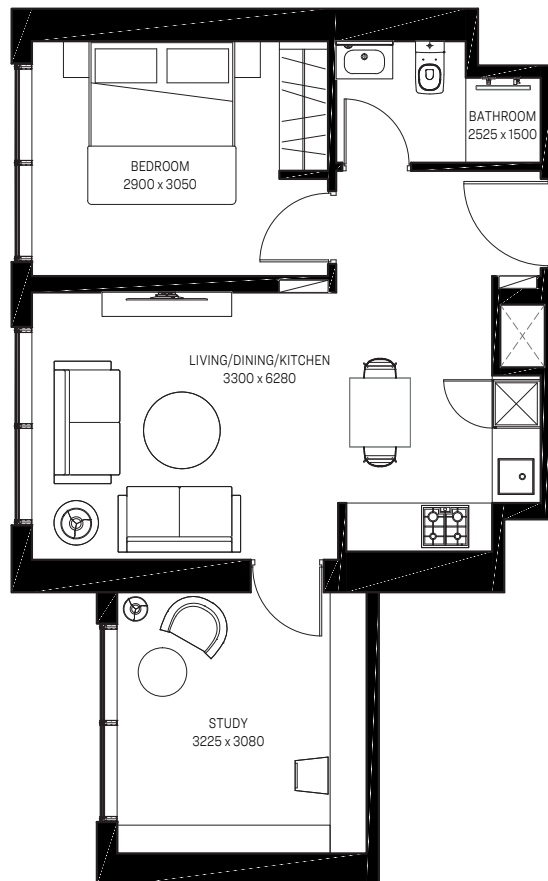 BATHROOM
2525 x 1500
BEDROOM
2900 x 3050
LIVING/DINING/KITCHEN
3300 x 6280
STUDY
3225 x 3080